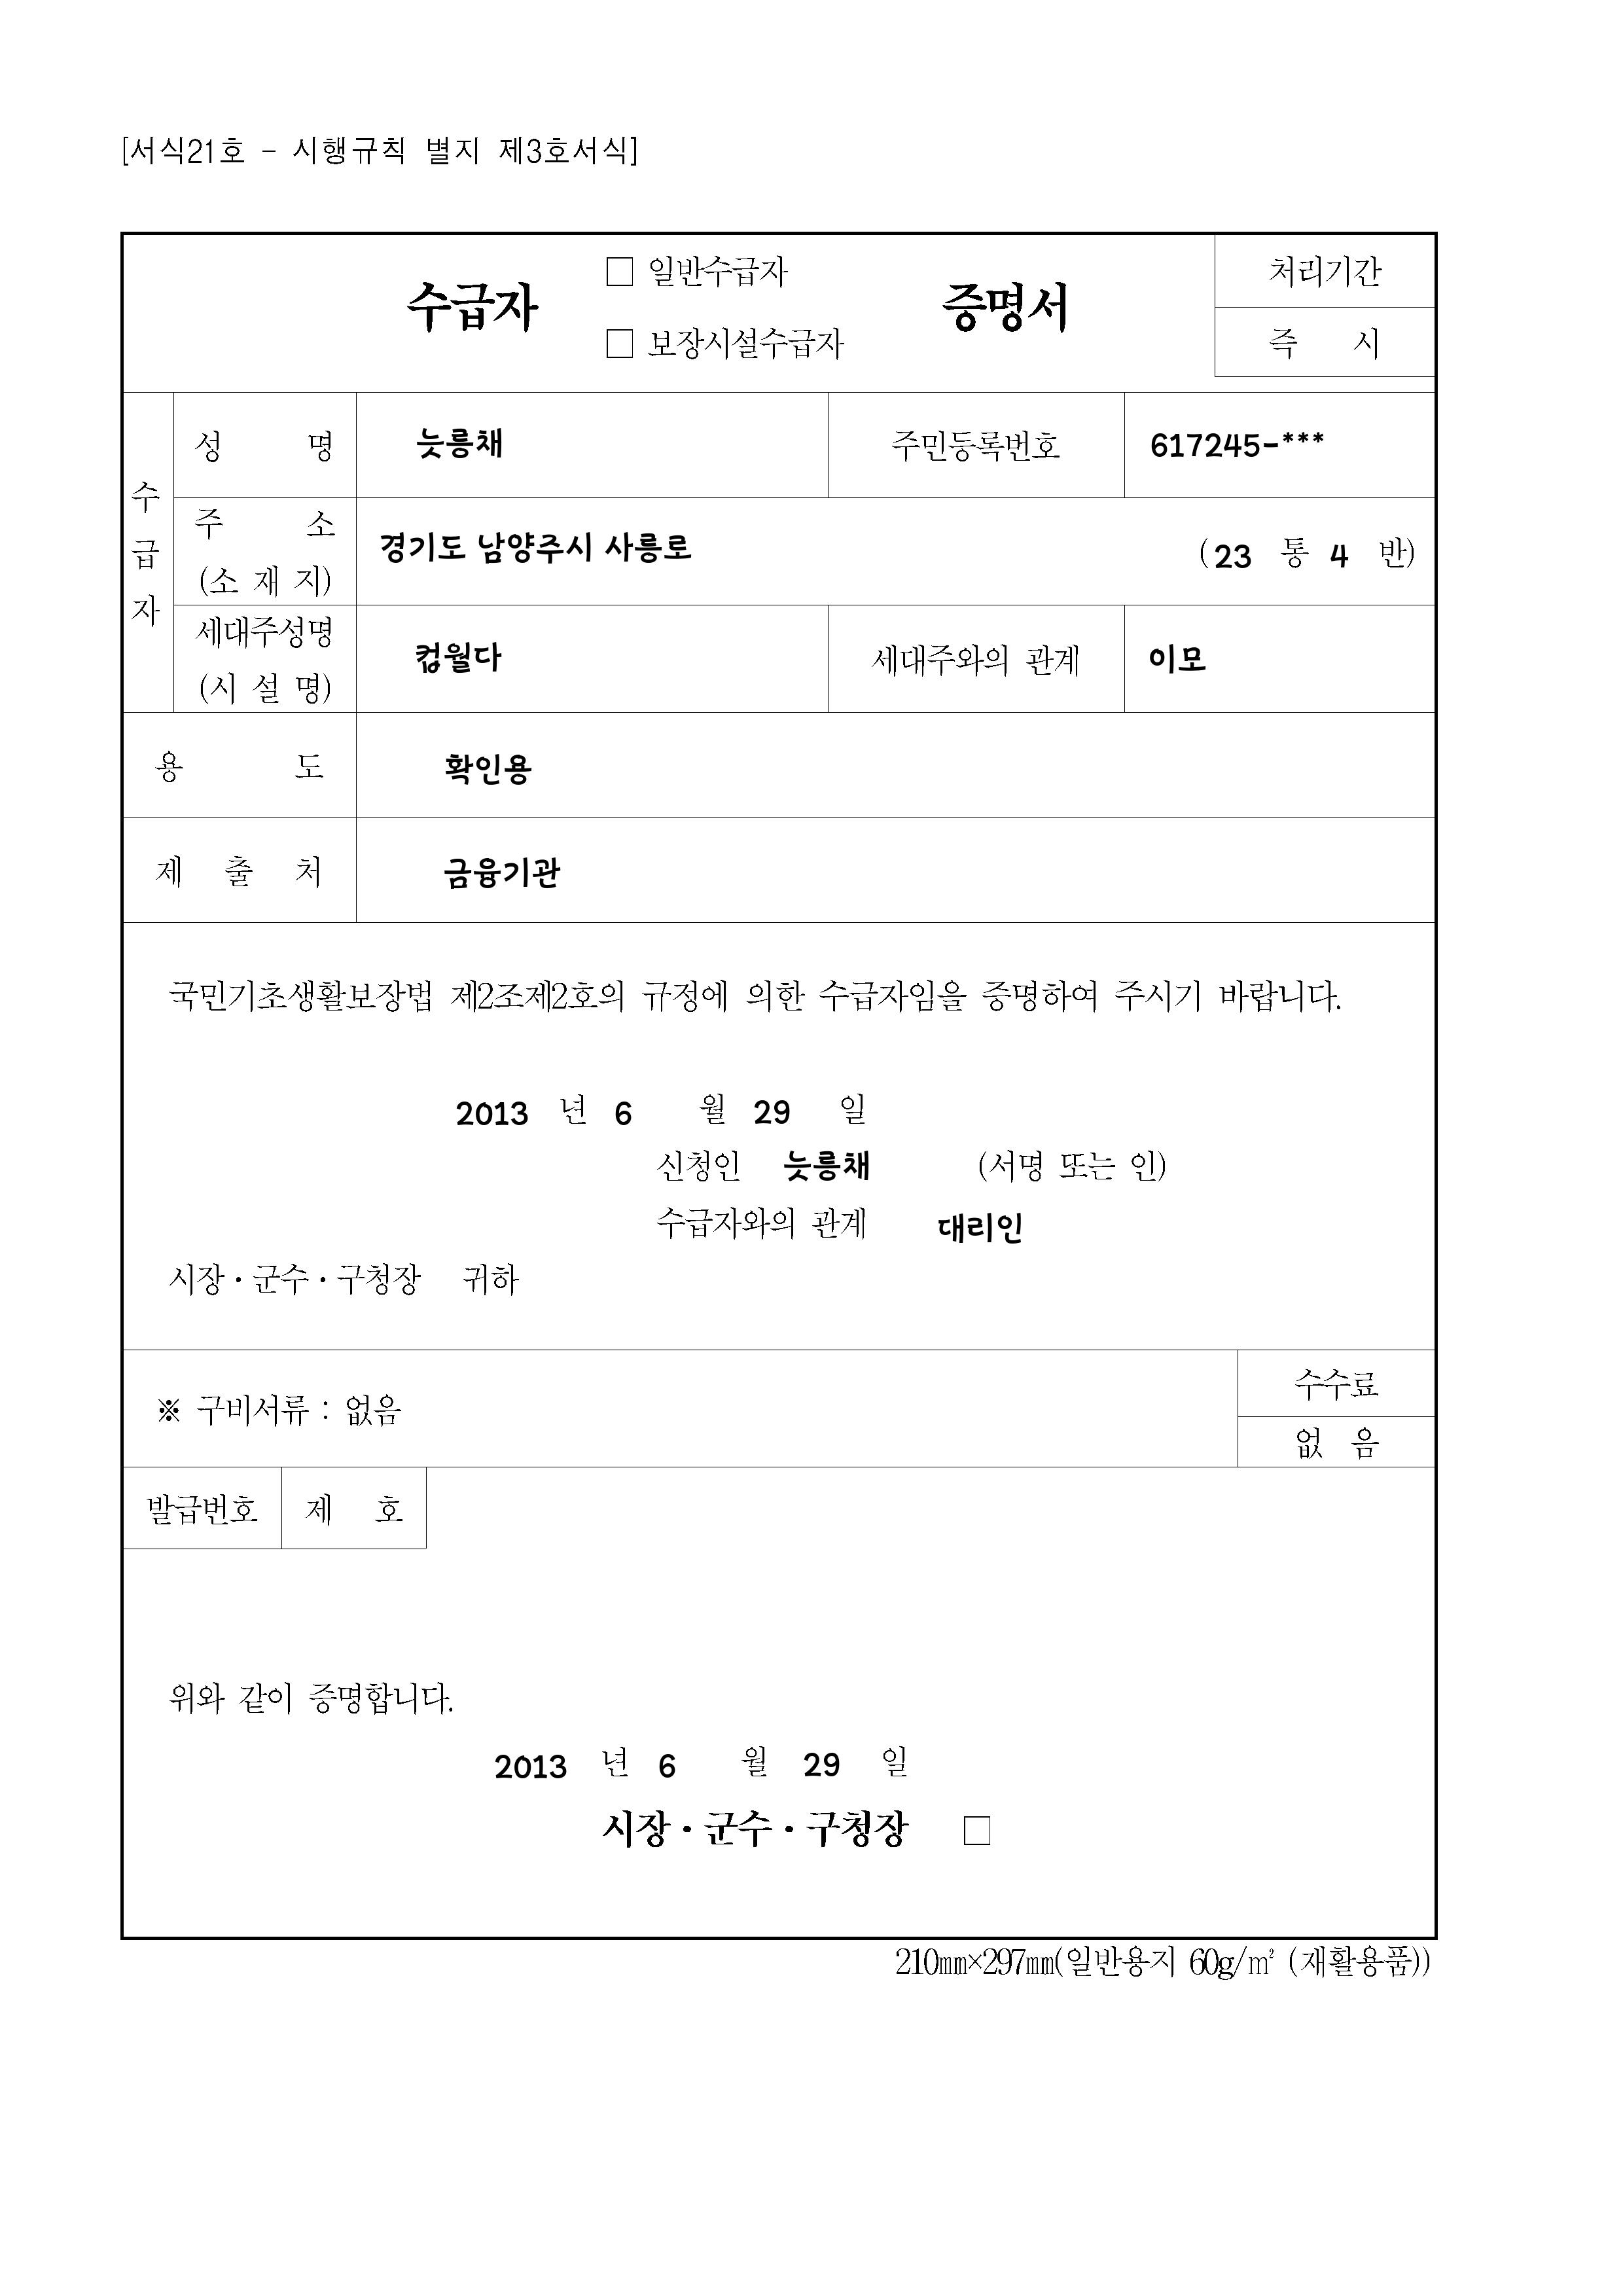 [서식21호 - 시행규칙 별지 제3호서식]
수급자 □ 일반수급자 □ 보장시설수급자 증명서
처리기간
즉 시
수급자
성 명 늣릉채 주민등록번호 617245-***
주 소 (소 재 지) 경기도 남양주시 사릉로 (23 통 4 반)
세대주성명 (시 설 명) 컵월다 세대주와의 관계 이모
용 도 확인용
제 출 처 금융기관
국민기초생활보장법 제2조제2호의 규정에 의한 수급자임을 증명하여 주시기 바랍니다.
2013 년 6 월 29 일
신청인 늣릉채 (서명 또는 인)
수급자와의 관계 대리인
시장·군수·구청장 귀하
※ 구비서류 : 없음
수수료
없 음
발급번호 제 호
위와 같이 증명합니다.
2013 년 6 월 29 일
시장·군수·구청장 □
210㎜×297㎜(일반용지 60g/㎡ (재활용품))